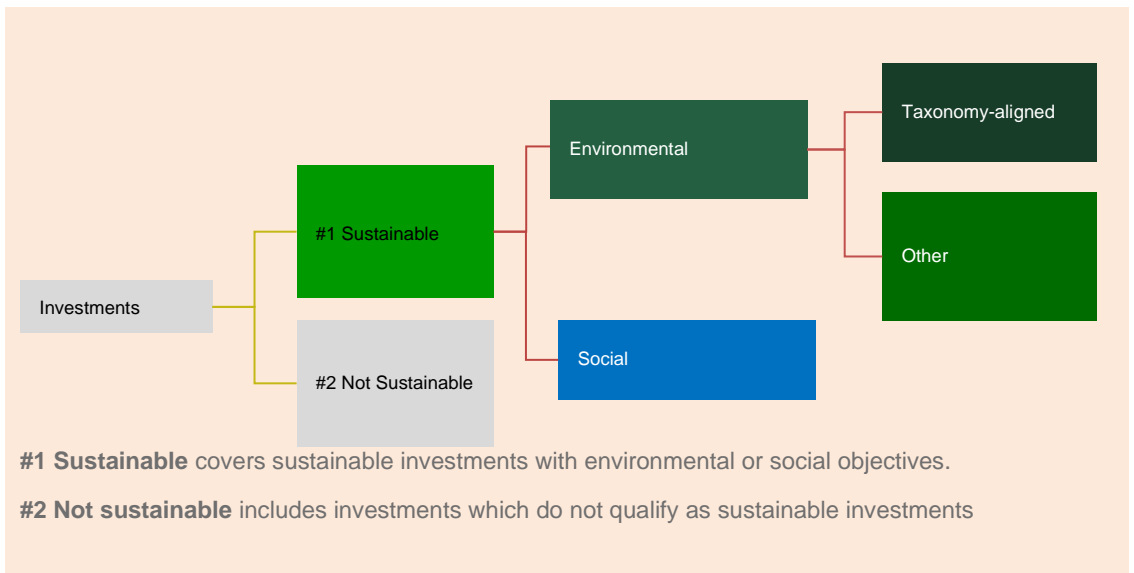 Taxonomy-aligned
Environmental
#1 Sustainable
Other
Investments
Social
#2 Not Sustainable
#1 Sustainable covers sustainable investments with environmental or social objectives.
#2 Not sustainable includes investments which do not qualify as sustainable investments